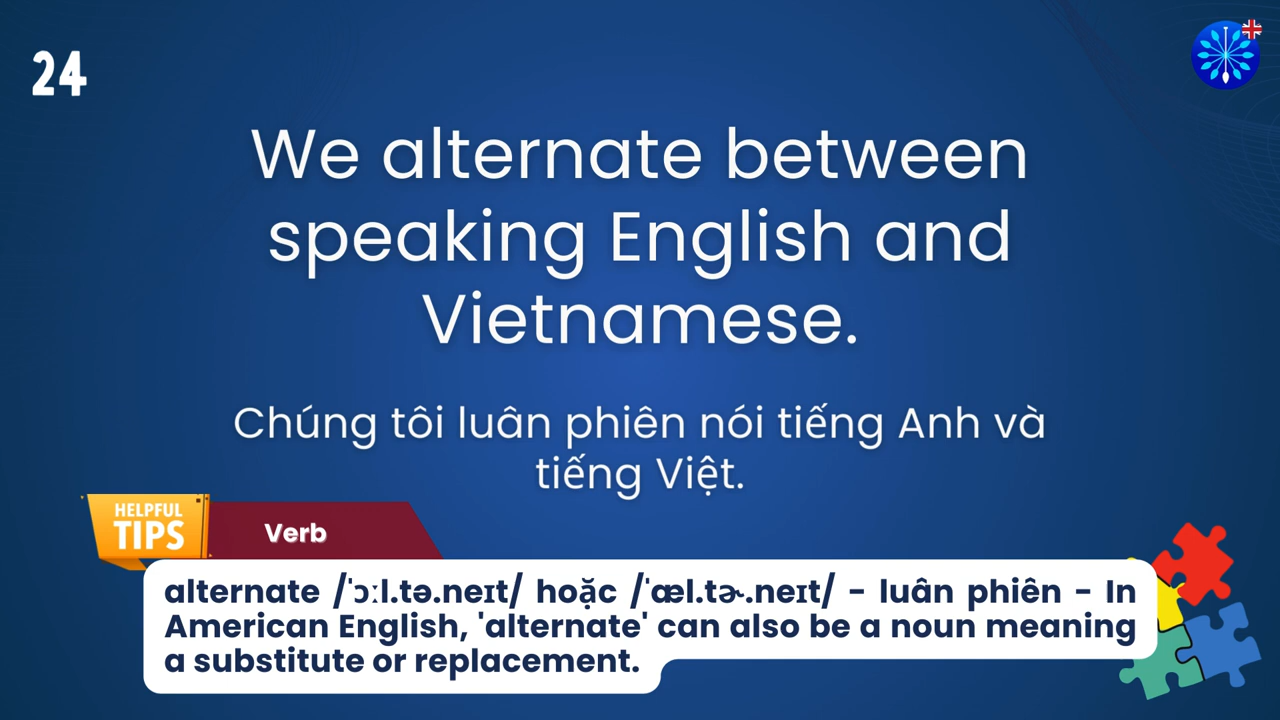 24
We alternate between
speaking English and
Vietnamese.
Chúng tôi luân phiên nói tiếng Anh và
tiếng Việt.
HELPFUL
TIPS
Verb
alternate /ˈɔːl.tə.neɪt/ hoặc /ˈæl.tɚ.neɪt/ - luân phiên - In
American English, 'alternate' can also be a noun meaning
a substitute or replacement.